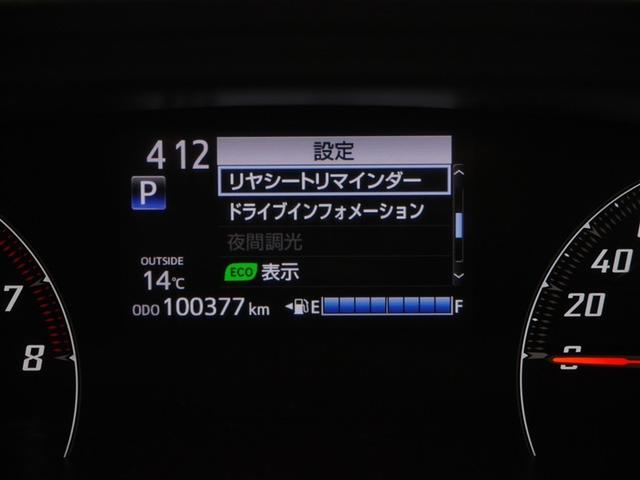 4 12
設定
P
リヤシートリマインダー
ドライブインフォメーション
夜間調光
ECO 表示
OUTSIDE
14℃
ODO 100377 km
E F
7
8
40
20
0